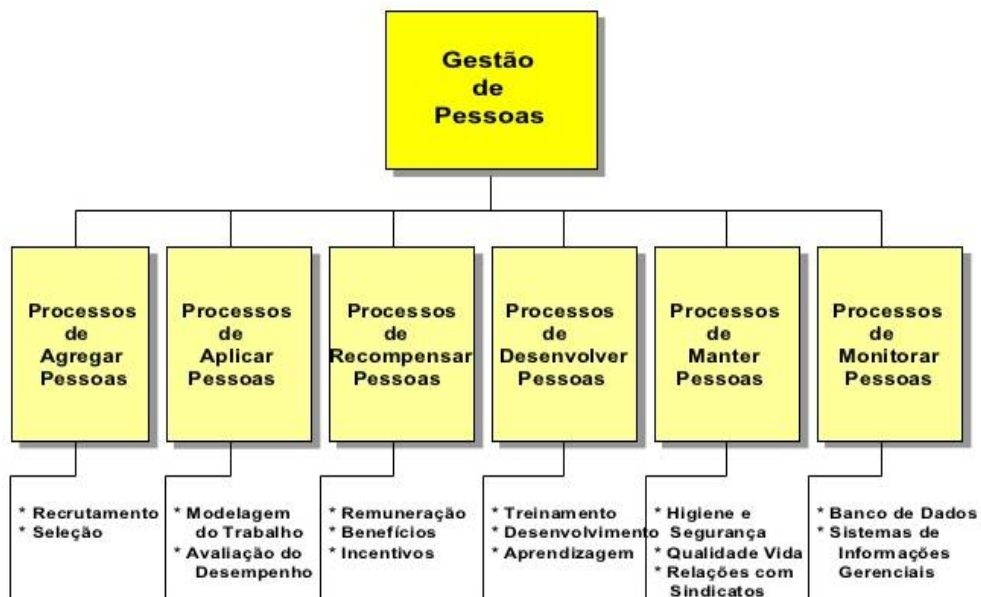 Gestão
de
Pessoas
Processos
de
Agregar
Pessoas
Processos
de
Aplicar
Pessoas
Processos
de
Recompensar
Pessoas
Processos
de
Desenvolver
Pessoas
Processos
de
Manter
Pessoas
Processos
de
Monitorar
Pessoas
* Recrutamento
* Seleção
* Modelagem
do Trabalho
* Avaliação do
Desempenho
* Remuneração
* Benefícios
* Incentivos
* Treinamento
* Desenvolvimento
* Aprendizagem
* Higiene e
Segurança
* Qualidade Vida
* Relações com
Sindicatos
* Banco de Dados
* Sistemas de
Informações
Gerenciais